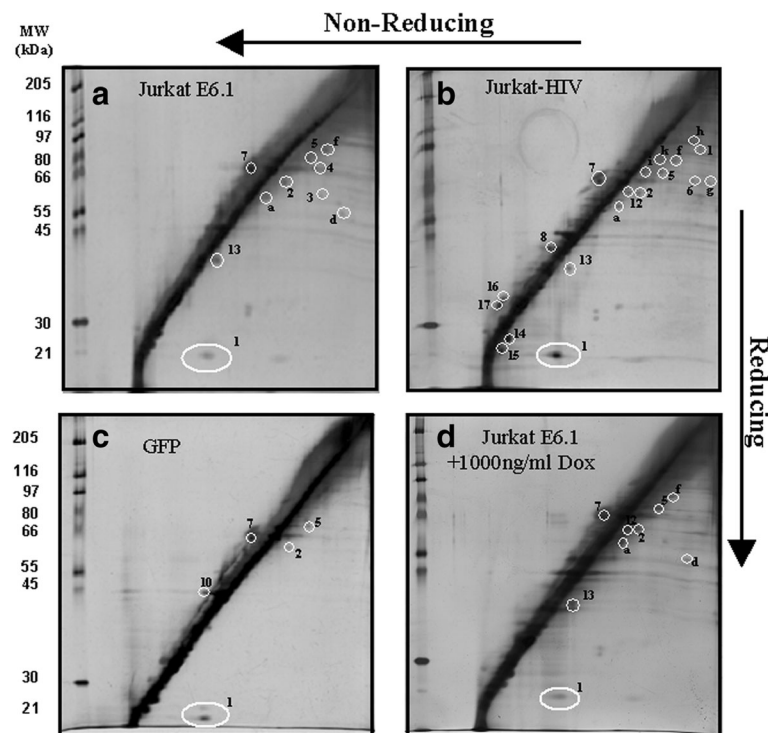 Non-Reducing
MW
(kDa)
205
116
97
80
66
55
45
30
21
a
Jurkat E6.1
7
5
f
4
2
3
a
d
13
1
b
Jurkat-HIV
h
1
k
f
i
5
7
6
g
12
2
a
8
13
16
17
14
15
1
Reducing
205
116
97
80
66
55
45
30
21
c
GFP
7
5
2
10
1
d
Jurkat E6.1
+1000ng/ml Dox
f
5
7
12
2
a
d
13
1